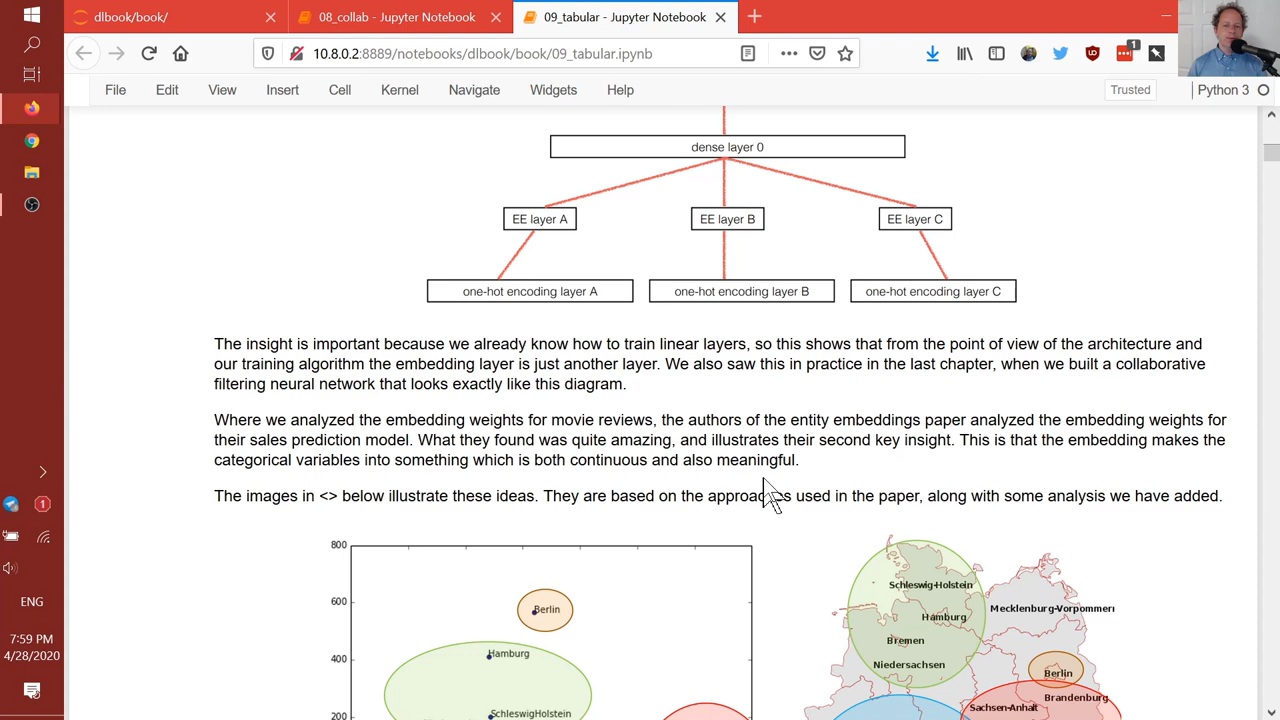 dlbook/book/
08_collab - Jupyter Notebook
09_tabular - Jupyter Notebook
10.8.0.2:8889/notebooks/dlbook/book/09_tabular.ipynb
1
File Edit View Insert Cell Kernel Navigate Widgets Help
Trusted
Python 3
dense layer 0
EE layer A
EE layer B
EE layer C
one-hot encoding layer A
one-hot encoding layer B
one-hot encoding layer C
The insight is important because we already know how to train linear layers, so this shows that from the point of view of the architecture and
our training algorithm the embedding layer is just another layer. We also saw this in practice in the last chapter, when we built a collaborative
filtering neural network that looks exactly like this diagram.
Where we analyzed the embedding weights for movie reviews, the authors of the entity embeddings paper analyzed the embedding weights for
their sales prediction model. What they found was quite amazing, and illustrates their second key insight. This is that the embedding makes the
categorical variables into something which is both continuous and also meaningful.
The images in <> below illustrate these ideas. They are based on the approaches used in the paper, along with some analysis we have added.
800
600
400
200
Berlin
Hamburg
SchleswigHolstein
Schleswig-Holstein
Mecklenburg-Vorpommern
Hamburg
Bremen
Niedersachsen
Berlin
Brandenburg
Sachsen-Anhalt
1
ENG
7:59 PM
4/28/2020